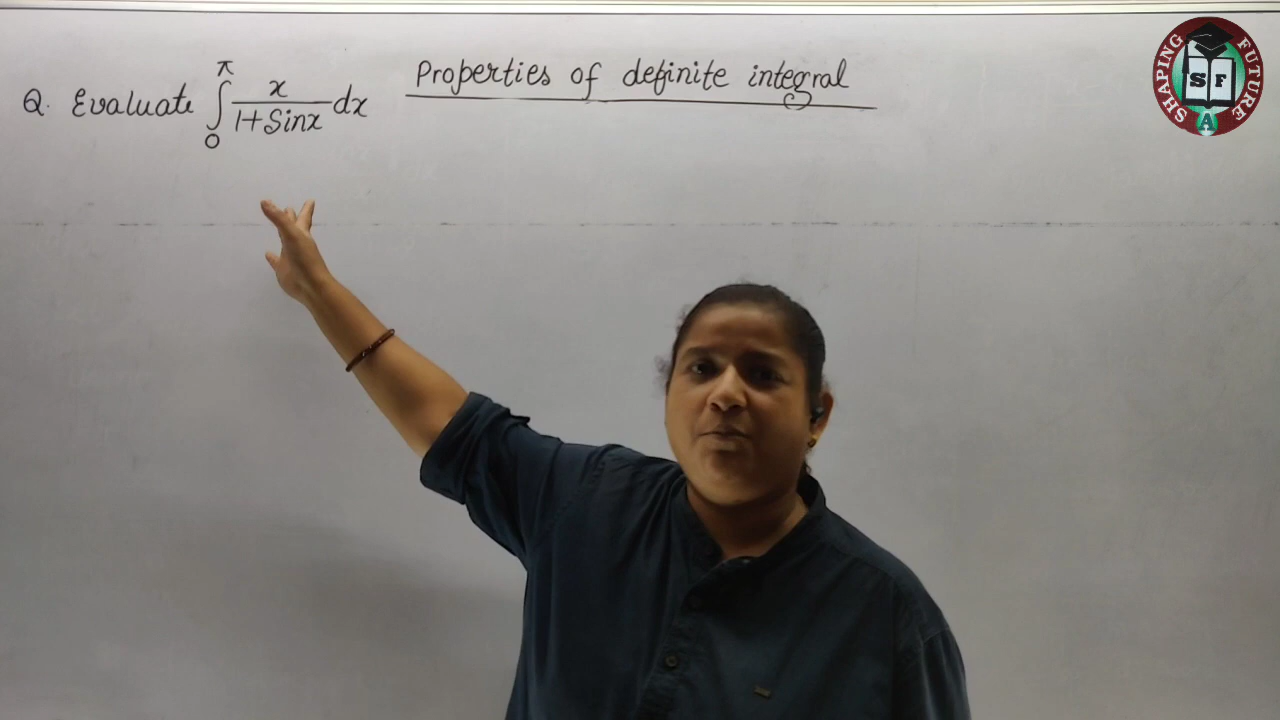 Properties of definite integral
Q. Evaluate ∫₀^π x/(1+Sinx) dx
SHAPING FUTURE
SF
A